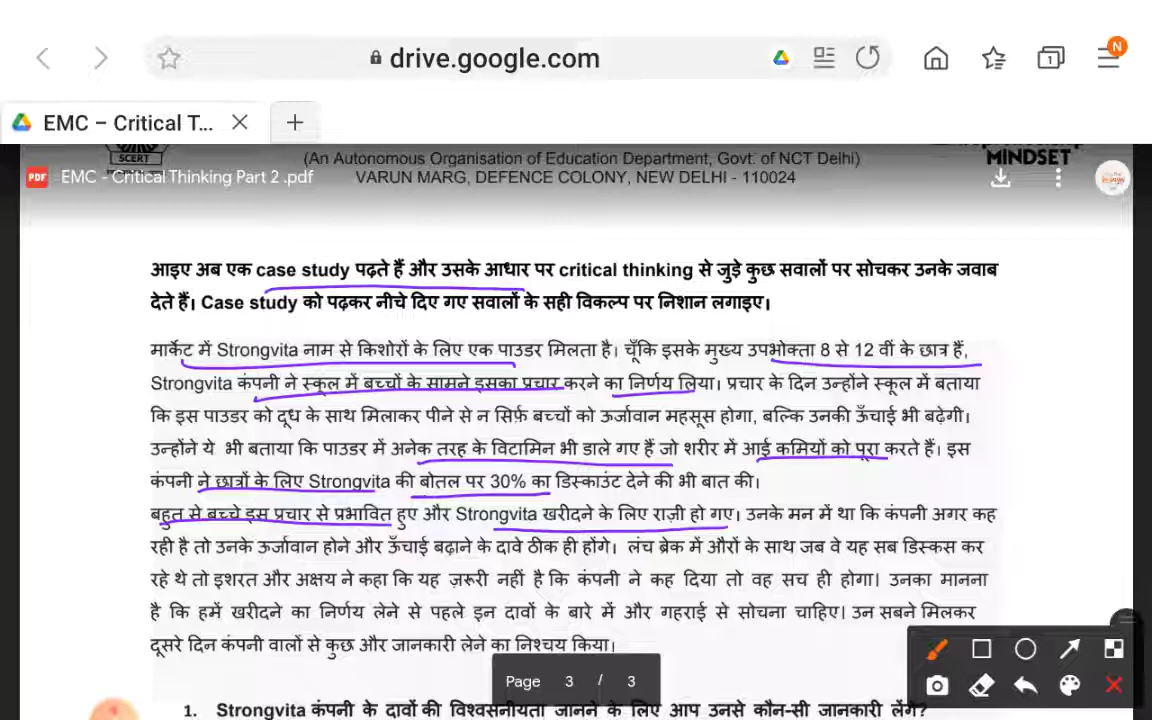 drive.google.com
N
1
EMC – Critical T...
SCERT
(An Autonomous Organisation of Education Department, Govt. of NCT Delhi)
MINDSET
PDF EMC - Critical Thinking Part 2 .pdf
VARUN MARG, DEFENCE COLONY, NEW DELHI - 110024
आइए अब एक case study पढ़ते हैं और उसके आधार पर critical thinking से जुड़े कुछ सवालों पर सोचकर उनके जवाब
देते हैं। Case study को पढ़कर नीचे दिए गए सवालों के सही विकल्प पर निशान लगाइए।
मार्केट में Strongvita नाम से किशोरों के लिए एक पाउडर मिलता है। चूँकि इसके मुख्य उपभोक्ता 8 से 12 वीं के छात्र हैं,
Strongvita कंपनी ने स्कूल में बच्चों के सामने इसका प्रचार करने का निर्णय लिया। प्रचार के दिन उन्होंने स्कूल में बताया
कि इस पाउडर को दूध के साथ मिलाकर पीने से न सिर्फ़ बच्चों को ऊर्जावान महसूस होगा, बल्कि उनकी ऊँचाई भी बढ़ेगी।
उन्होंने ये भी बताया कि पाउडर में अनेक तरह के विटामिन भी डाले गए हैं जो शरीर में आई कमियों को पूरा करते हैं। इस
कंपनी ने छात्रों के लिए Strongvita की बोतल पर 30% का डिस्काउंट देने की भी बात की।
बहुत से बच्चे इस प्रचार से प्रभावित हुए और Strongvita खरीदने के लिए राज़ी हो गए। उनके मन में था कि कंपनी अगर कह
रही है तो उनके ऊर्जावान होने और ऊँचाई बढ़ाने के दावे ठीक ही होंगे। लंच ब्रेक में औरों के साथ जब वे यह सब डिस्कस कर
रहे थे तो इशरत और अक्षय ने कहा कि यह ज़रूरी नहीं है कि कंपनी ने कह दिया तो वह सच ही होगा। उनका मानना
है कि हमें खरीदने का निर्णय लेने से पहले इन दावों के बारे में और गहराई से सोचना चाहिए। उन सबने मिलकर
दूसरे दिन कंपनी वालों से कुछ और जानकारी लेने का निश्चय किया।
Page 3 / 3
1. Strongvita कंपनी के दावों की विश्वसनीयता जानने के लिए आप उनसे कौन-सी जानकारी लेंगे?